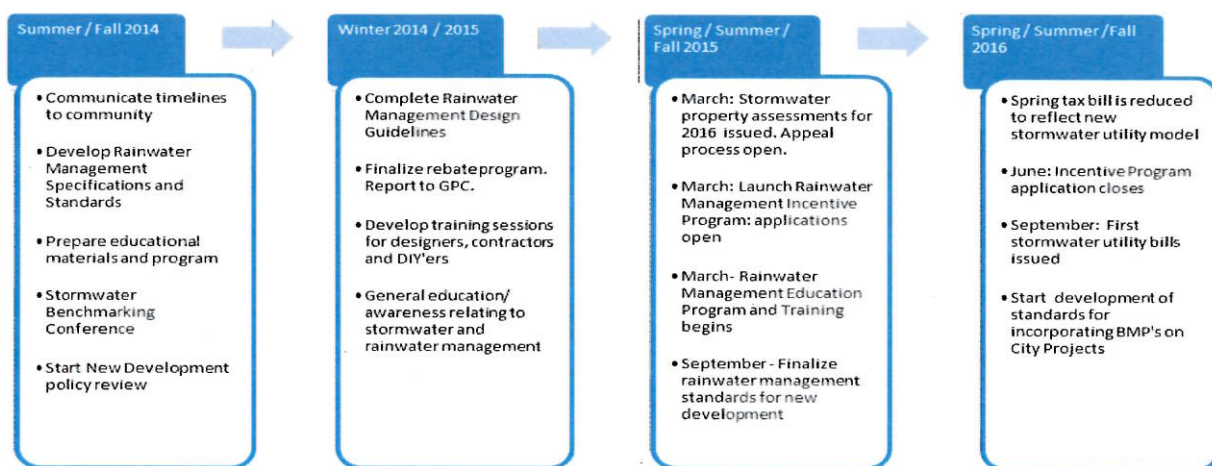 Summer / Fall 2014
• Communicate timelines
to community
• Develop Rainwater
Management
Specifications and
Standards
• Prepare educational
materials and program
• Stormwater
Benchmarking
Conference
• Start New Development
policy review
Winter 2014 / 2015
• Complete Rainwater
Management Design
Guidelines
• Finalize rebate program.
Report to GPC.
• Develop training sessions
for designers, contractors
and DIY'ers
• General education/
awareness relating to
stormwater and
rainwater management
Spring / Summer /
Fall 2015
• March: Stormwater
property assessments for
2016 issued. Appeal
process open.
• March: Launch Rainwater
Management Incentive
Program: applications
open
• March- Rainwater
Management Education
Program and Training
begins
• September - Finalize
rainwater management
standards for new
development
Spring / Summer /Fall
2016
• Spring tax bill is reduced
to reflect new
stormwater utility model
• June: Incentive Program
application closes
• September: First
stormwater utility bills
issued
• Start development of
standards for
incorporating BMP's on
City Projects